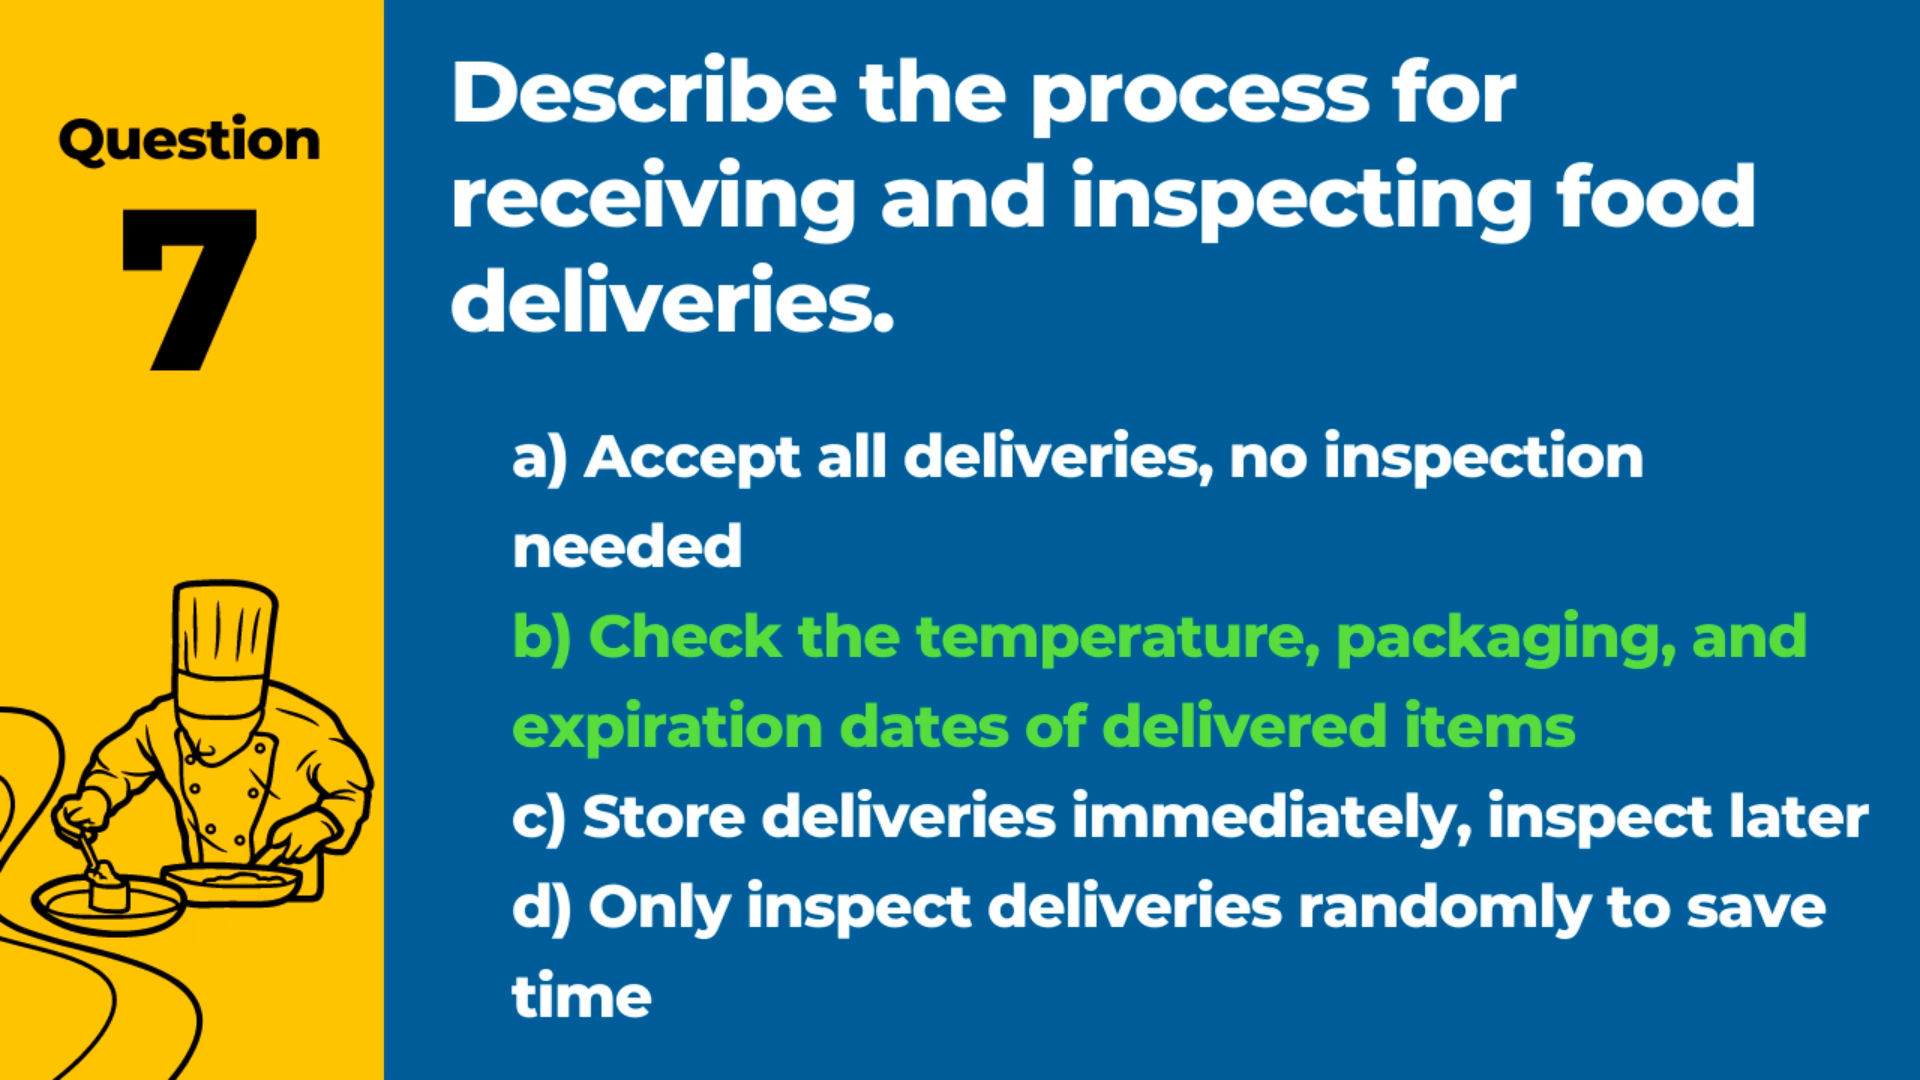 Question
7
Describe the process for
receiving and inspecting food
deliveries.
a) Accept all deliveries, no inspection
needed
b) Check the temperature, packaging, and
expiration dates of delivered items
c) Store deliveries immediately, inspect later
d) Only inspect deliveries randomly to save
time